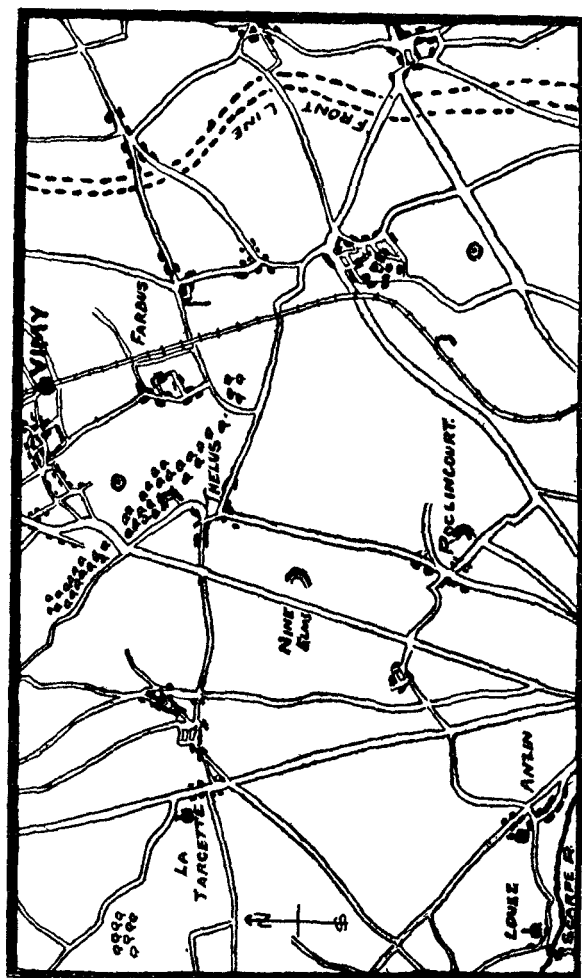 FRONT
LINE
VIMY
FARBUS
THELUS
ROCLINCOURT.
NINE
ELMS
LA
TARGETTE
ANZIN
LOUEZ
SCARPE R.
N
S